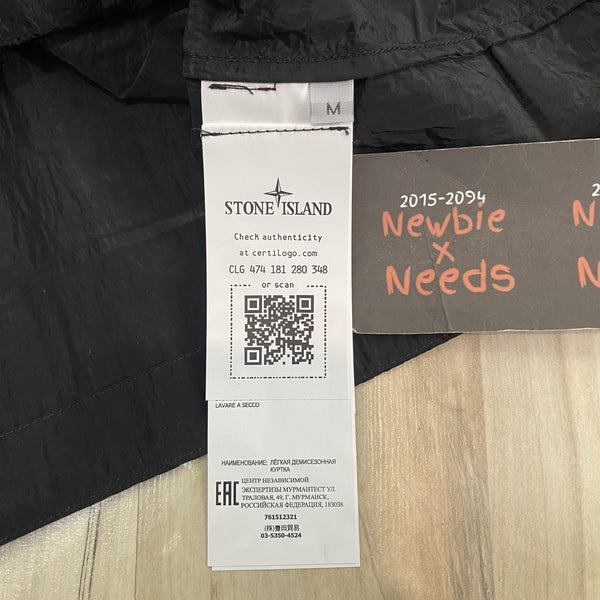 M
STONE ISLAND
Check authenticity
at certilogo.com
CLG 474 181 280 348
or scan
LAVARE A SECCO
НАИМЕНОВАНИЕ: ЛЁГКАЯ ДЕМИСЕЗОННАЯ
КУРТКА
EAC
ЦЕНТР НЕЗАВИСИМОЙ
ЭКСПЕРТИЗЫ МУРМАНТЕСТ УЛ.
ТРАЛОВАЯ, 49, Г. МУРМАНСК,
РОССИЙСКАЯ ФЕДЕРАЦИЯ, 183038
761512321
(株)豊田貿易
03-5350-4524
2015-2094
Newbie
x
Needs
2
N
N